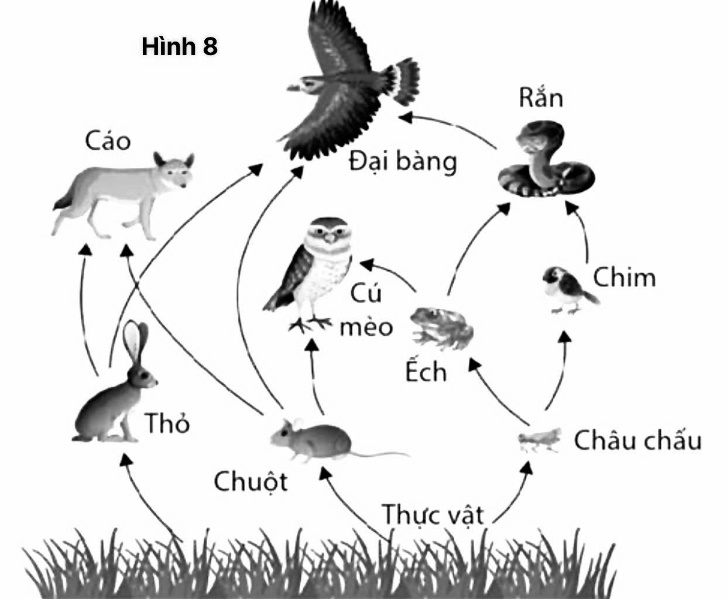 Hình 8
Rắn
Cáo
Đại bàng
Chim
Cú
mèo
Ếch
Thỏ
Châu chấu
Chuột
Thực vật